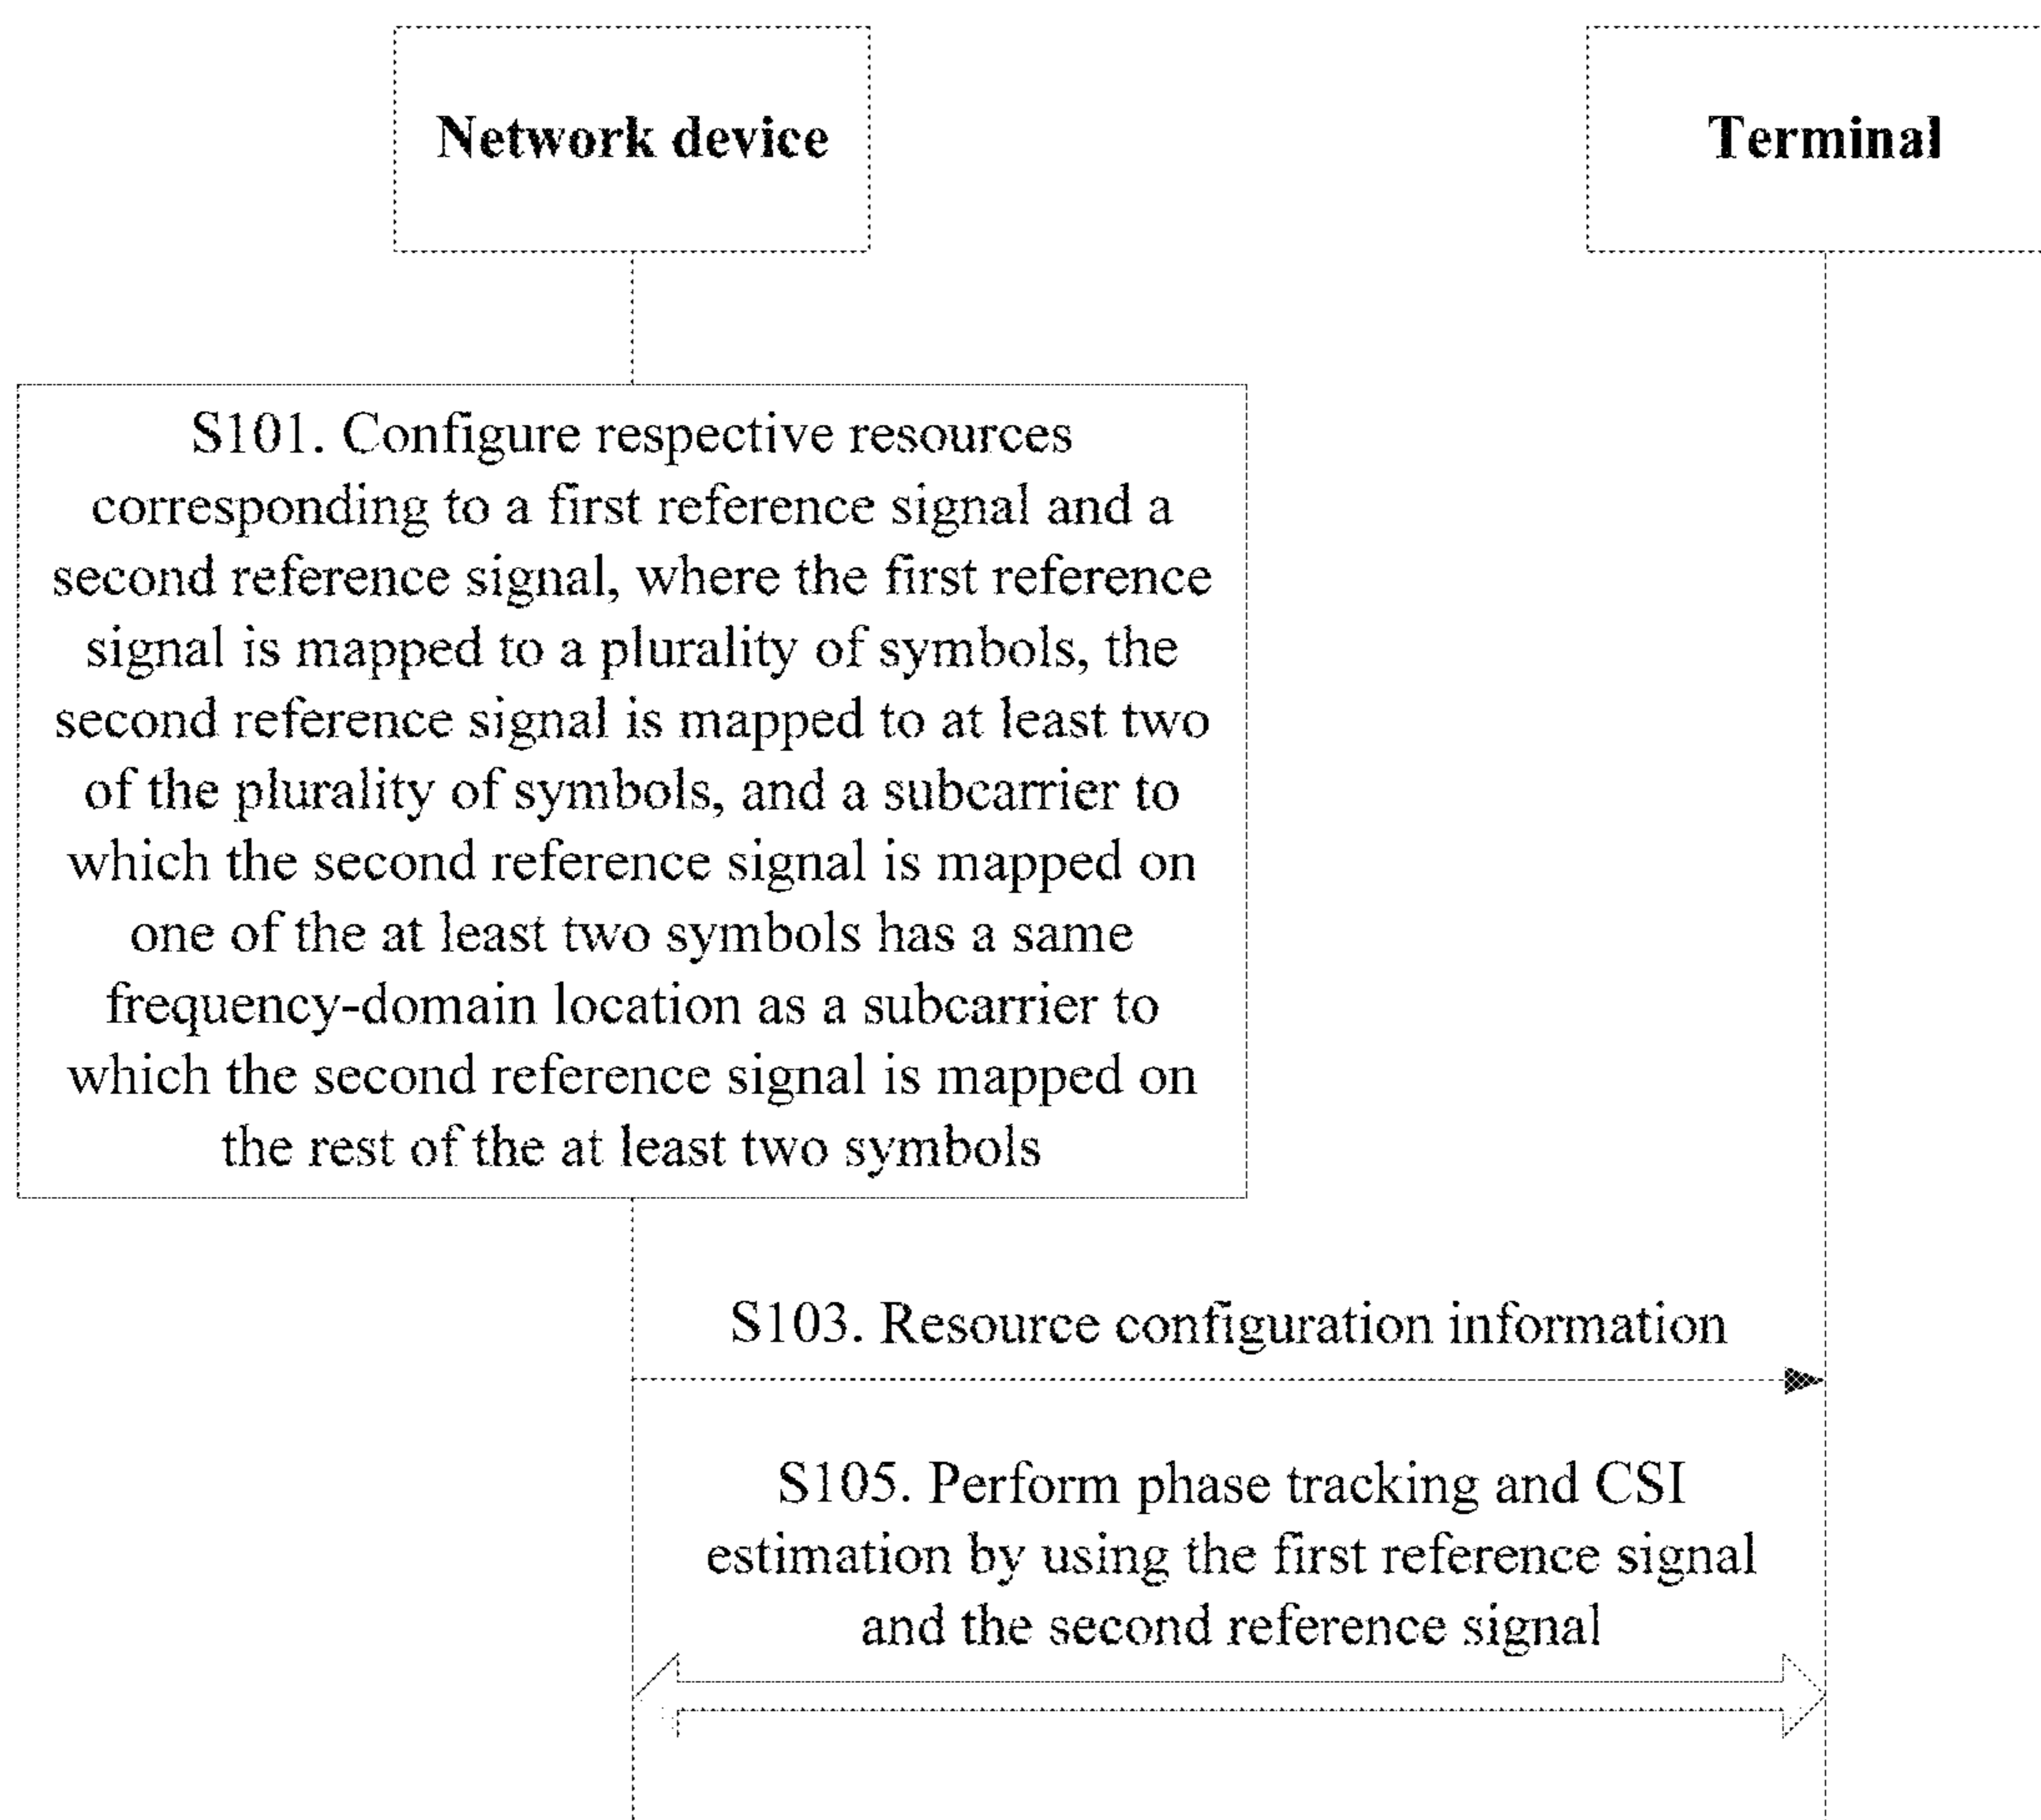 Network device
Terminal
S101. Configure respective resources
corresponding to a first reference signal and a
second reference signal, where the first reference
signal is mapped to a plurality of symbols, the
second reference signal is mapped to at least two
of the plurality of symbols, and a subcarrier to
which the second reference signal is mapped on
one of the at least two symbols has a same
frequency-domain location as a subcarrier to
which the second reference signal is mapped on
the rest of the at least two symbols
S103. Resource configuration information
S105. Perform phase tracking and CSI
estimation by using the first reference signal
and the second reference signal